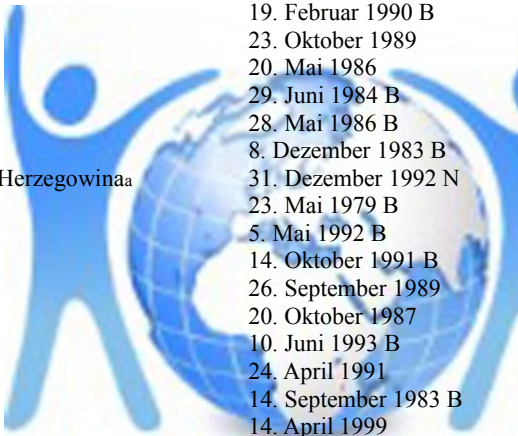 19. Februar 1990 B
23. Oktober 1989
20. Mai 1986
29. Juni 1984 B
28. Mai 1986 B
8. Dezember 1983 B
Herzegowinaa 31. Dezember 1992 N
23. Mai 1979 B
5. Mai 1992 B
14. Oktober 1991 B
26. September 1989
20. Oktober 1987
10. Juni 1993 B
24. April 1991
14. September 1983 B
14. April 1999